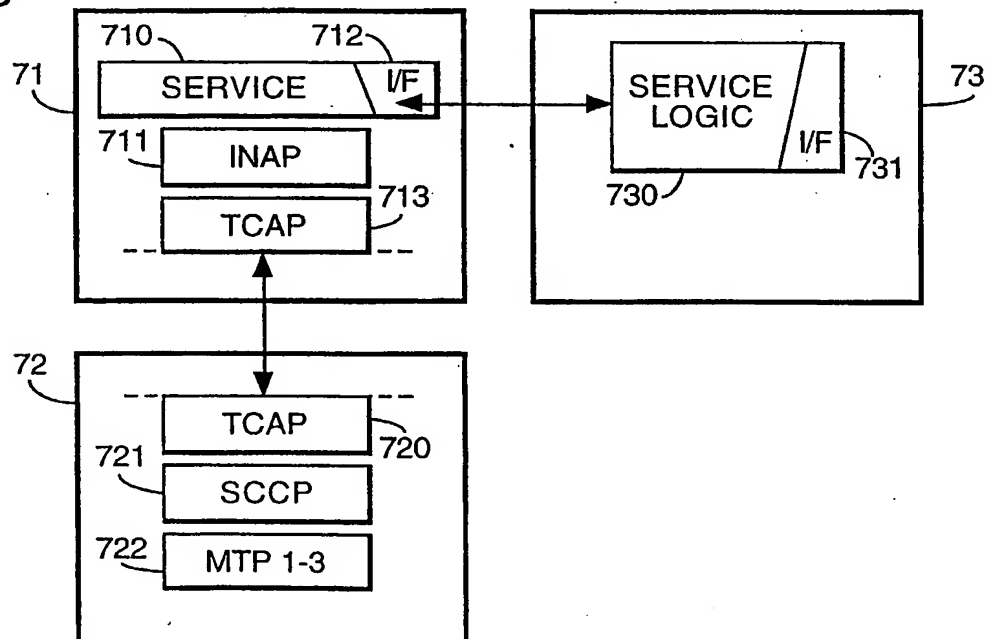 710
712
71
SERVICE
I/F
73
SERVICE
LOGIC
I/F
731
730
711
INAP
713
TCAP
72
TCAP
720
721
SCCP
722
MTP 1-3